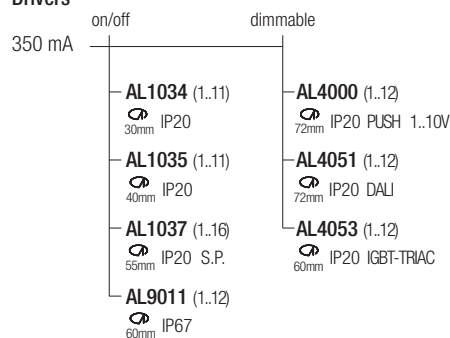 Drivers
on/off
dimmable
350 mA
AL1034 (1..11)
30mm IP20
AL1035 (1..11)
40mm IP20
AL1037 (1..16)
55mm IP20 S.P.
AL9011 (1..12)
60mm IP67
AL4000 (1..12)
72mm IP20 PUSH 1..10V
AL4051 (1..12)
72mm IP20 DALI
AL4053 (1..12)
60mm IP20 IGBT-TRIAC